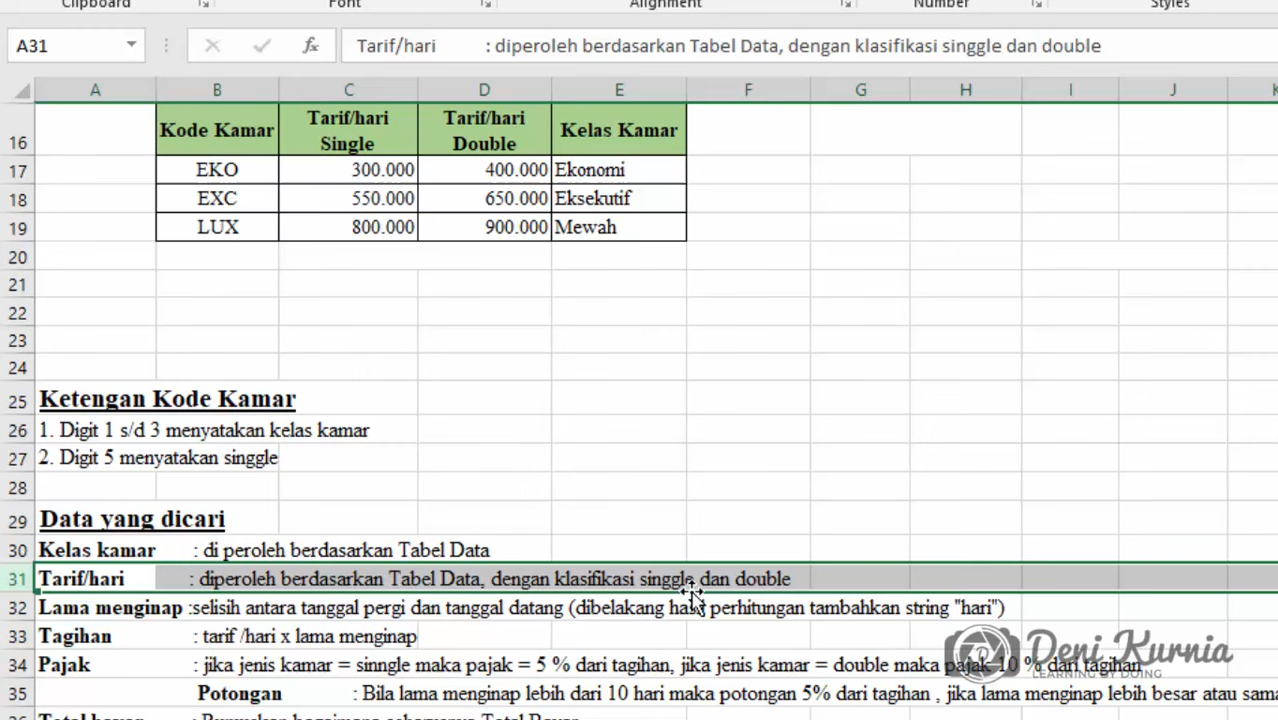 Clipboard Font Alignment Number Styles
A31 fx Tarif/hari : diperoleh berdasarkan Tabel Data, dengan klasifikasi singgle dan double
A B C D E F G H I J
16 Kode Kamar Tarif/hari Single Tarif/hari Double Kelas Kamar
17 EKO 300.000 400.000 Ekonomi
18 EXC 550.000 650.000 Eksekutif
19 LUX 800.000 900.000 Mewah
20
21
22
23
24
25 Ketengan Kode Kamar
26 1. Digit 1 s/d 3 menyatakan kelas kamar
27 2. Digit 5 menyatakan singgle
28
29 Data yang dicari
30 Kelas kamar : di peroleh berdasarkan Tabel Data
31 Tarif/hari : diperoleh berdasarkan Tabel Data, dengan klasifikasi singgle dan double
32 Lama menginap :selisih antara tanggal pergi dan tanggal datang (dibelakang perhitungan tambahkan string "hari")
33 Tagihan : tarif /hari x lama menginap
34 Pajak : jika jenis kamar = sinngle maka pajak = 5 % dari tagihan, jika jenis kamar = double maka pajak 10 % dari tagihan
35 Potongan : Bila lama menginap lebih dari 10 hari maka potongan 5% dari tagihan , jika lama menginap lebih besar atau
Deni Kurnia
LEARNING BY DOING